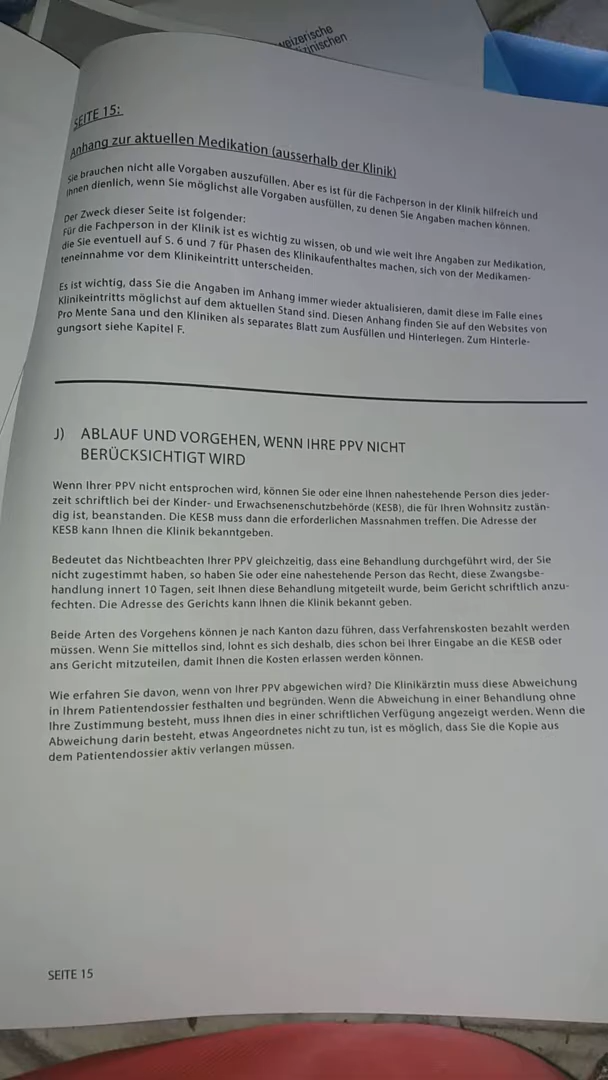 weizerische
izinischen
SEITE 15:
Anhang zur aktuellen Medikation (ausserhalb der Klinik)
Sie brauchen nicht alle Vorgaben auszufüllen. Aber es ist für die Fachperson in der Klinik hilfreich und
Ihnen dienlich, wenn Sie möglichst alle Vorgaben ausfüllen, zu denen Sie Angaben machen können.
Der Zweck dieser Seite ist folgender:
Für die Fachperson in der Klinik ist es wichtig zu wissen, ob und wie weit Ihre Angaben zur Medikation,
die Sie eventuell auf S. 6 und 7 für Phasen des Klinikaufenthaltes machen, sich von der Medikamen-
teneinnahme vor dem Klinikeintritt unterscheiden.
Es ist wichtig, dass Sie die Angaben im Anhang immer wieder aktualisieren, damit diese im Falle eines
Klinikeintritts möglichst auf dem aktuellen Stand sind. Diesen Anhang finden Sie auf den Websites von
Pro Mente Sana und den Kliniken als separates Blatt zum Ausfüllen und Hinterlegen. Zum Hinterle-
gungsort siehe Kapitel F.
J) ABLAUF UND VORGEHEN, WENN IHRE PPV NICHT
BERÜCKSICHTIGT WIRD
Wenn Ihrer PPV nicht entsprochen wird, können Sie oder eine Ihnen nahestehende Person dies jeder-
zeit schriftlich bei der Kinder- und Erwachsenenschutzbehörde (KESB), die für Ihren Wohnsitz zustän-
dig ist, beanstanden. Die KESB muss dann die erforderlichen Massnahmen treffen. Die Adresse der
KESB kann Ihnen die Klinik bekanntgeben.
Bedeutet das Nichtbeachten Ihrer PPV gleichzeitig, dass eine Behandlung durchgeführt wird, der Sie
nicht zugestimmt haben, so haben Sie oder eine nahestehende Person das Recht, diese Zwangsbe-
handlung innert 10 Tagen, seit Ihnen diese Behandlung mitgeteilt wurde, beim Gericht schriftlich anzu-
fechten. Die Adresse des Gerichts kann Ihnen die Klinik bekannt geben.
Beide Arten des Vorgehens können je nach Kanton dazu führen, dass Verfahrenskosten bezahlt werden
müssen. Wenn Sie mittellos sind, lohnt es sich deshalb, dies schon bei Ihrer Eingabe an die KESB oder
ans Gericht mitzuteilen, damit Ihnen die Kosten erlassen werden können.
Wie erfahren Sie davon, wenn von Ihrer PPV abgewichen wird? Die Klinikärztin muss diese Abweichung
in Ihrem Patientendossier festhalten und begründen. Wenn die Abweichung in einer Behandlung ohne
Ihre Zustimmung besteht, muss Ihnen dies in einer schriftlichen Verfügung angezeigt werden. Wenn die
Abweichung darin besteht, etwas Angeordnetes nicht zu tun, ist es möglich, dass Sie die Kopie aus
dem Patientendossier aktiv verlangen müssen.
SEITE 15